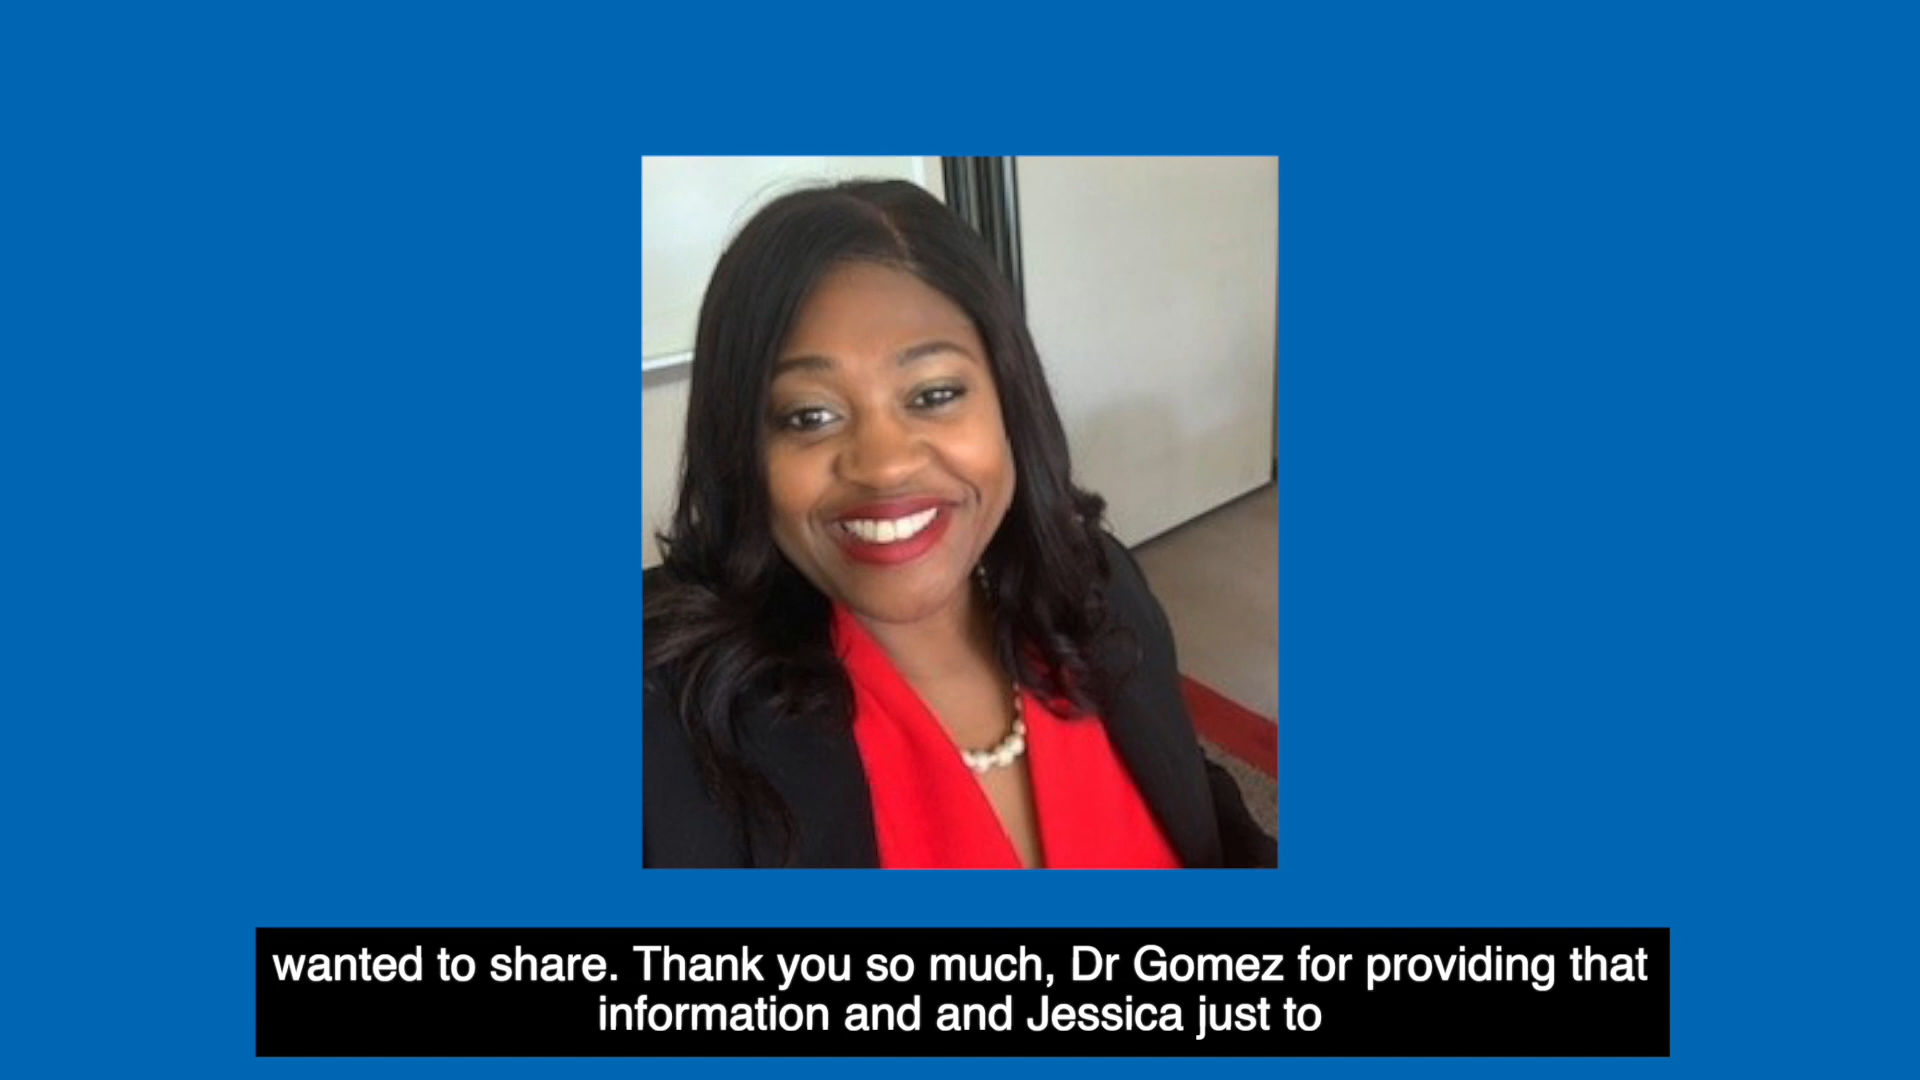 wanted to share. Thank you so much, Dr Gomez for providing that
information and and Jessica just to